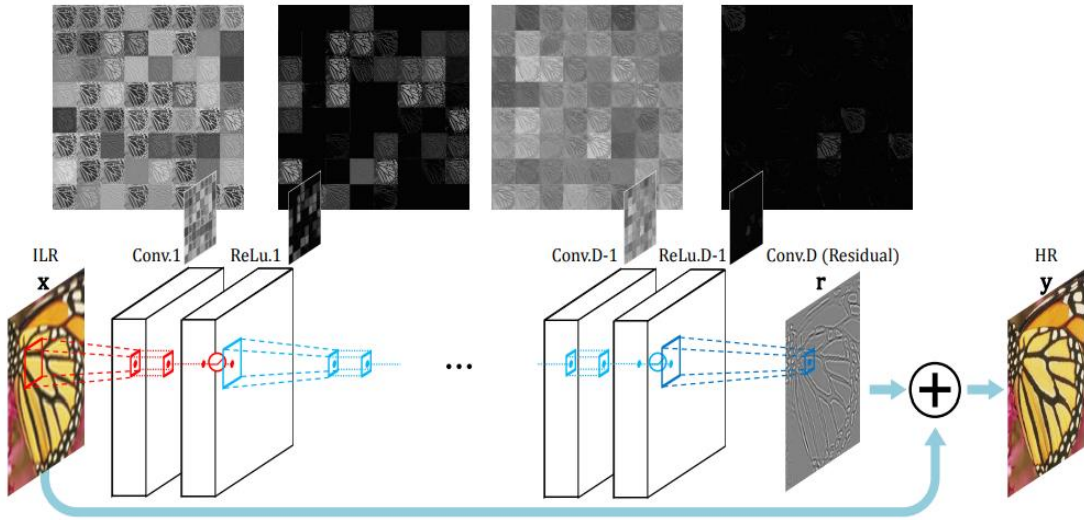 ILR
x
Conv.1
ReLu.1
...
Conv.D-1
ReLu.D-1
Conv.D (Residual)
r
HR
y